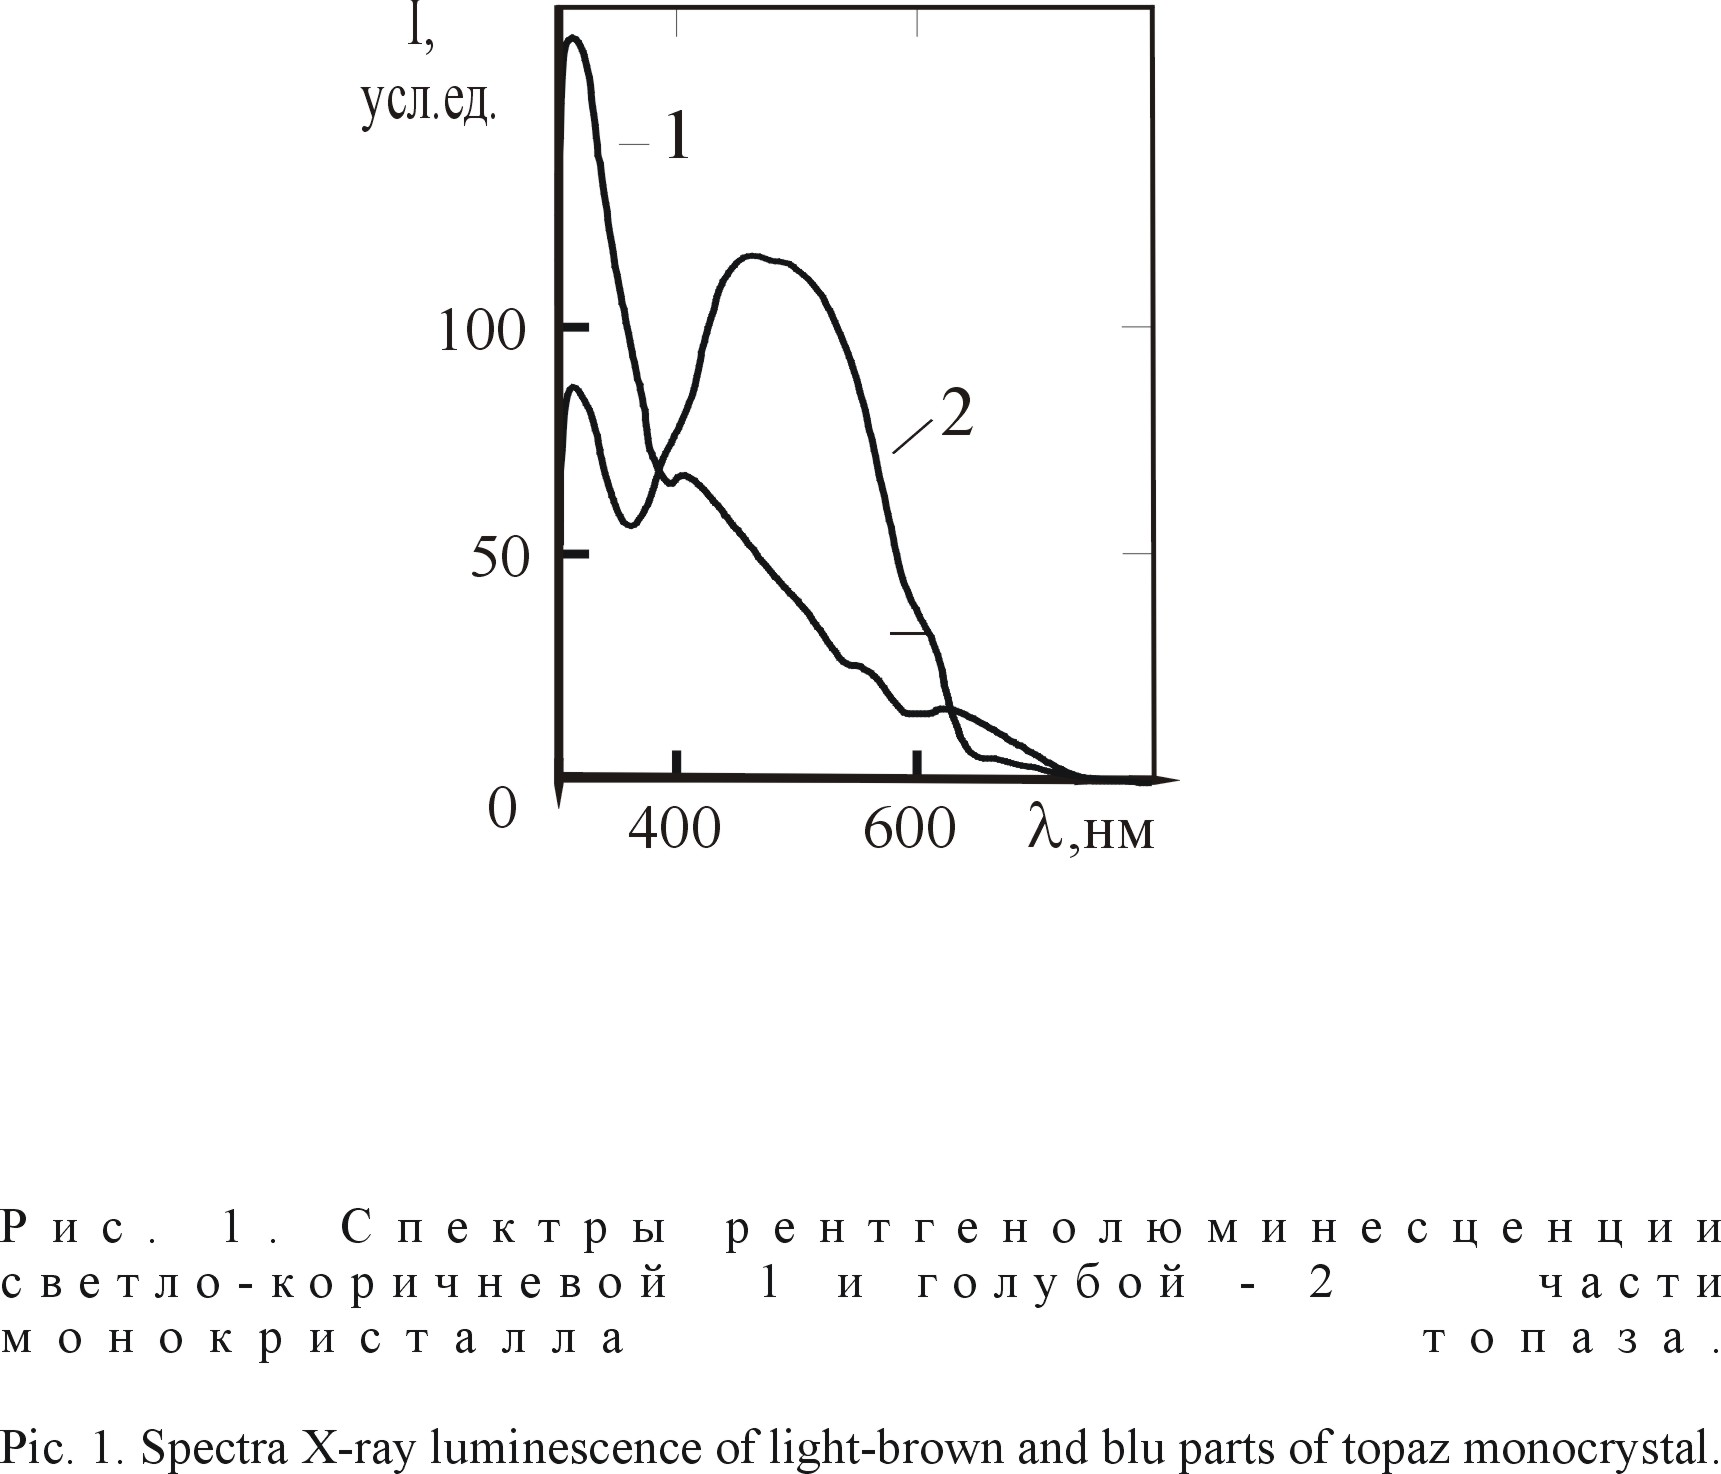 I,
усл.ед.
1
100
2
50
0
400 600 λ,нм
Рис. 1. Спектры рентгенолюминесценции
светло-коричневой 1 и голубой - 2 части
монокристалла топаза.
Pic. 1. Spectra X-ray luminescence of light-brown and blu parts of topaz monocrystal.